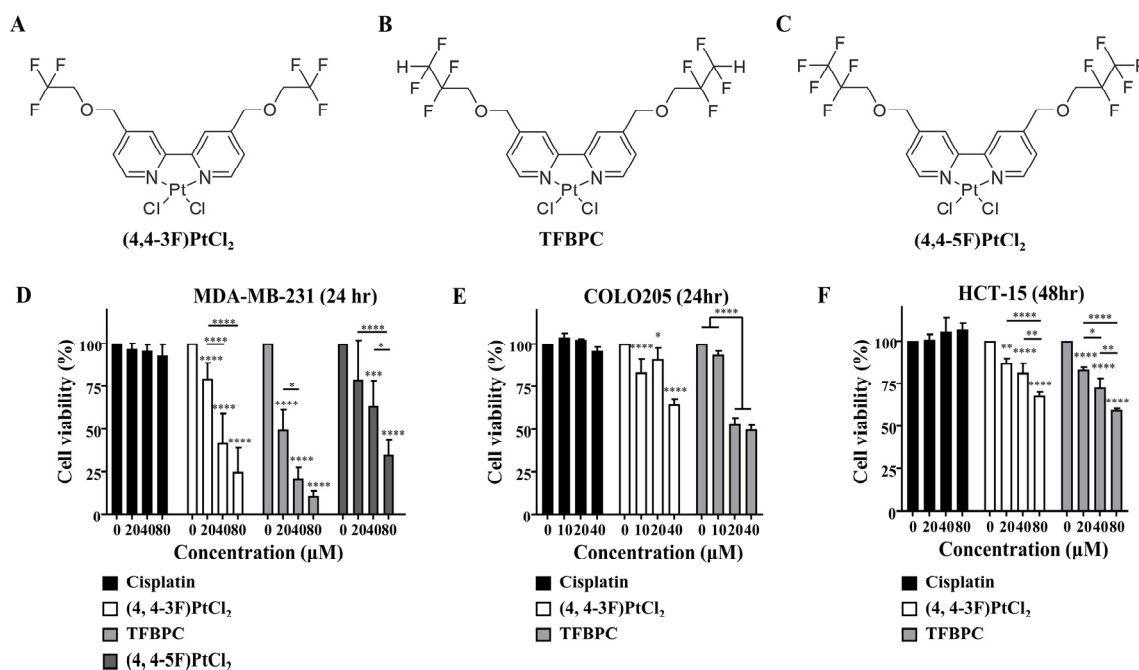 A
B
C
F F
F F
O O
N N
Pt
Cl Cl
(4,4-3F)PtCl₂
F F
H F F H
F F F F
O O
N N
Pt
Cl Cl
TFBPC
F F F F
F F F F
F F
O O
N N
Pt
Cl Cl
(4,4-5F)PtCl₂
D
MDA-MB-231 (24 hr)
Cell viability (%)
100
75
50
25
0
**** **** **** **** ****
* **** **** ****
**** * *** ****
0 204080 0 204080 0 204080 0 204080
Concentration (µM)
Cisplatin
(4, 4-3F)PtCl₂
TFBPC
(4, 4-5F)PtCl₂
E
COLO205 (24hr)
Cell viability (%)
100
75
50
25
0
**** * **** ****
0 102040 0 102040 0 102040
Concentration (µM)
Cisplatin
(4, 4-3F)PtCl₂
TFBPC
F
HCT-15 (48hr)
Cell viability (%)
100
75
50
25
0
**** ** ** **** ****
**** * ** **** **** ****
0 204080 0 204080 0 204080
Concentration (µM)
Cisplatin
(4, 4-3F)PtCl₂
TFBPC